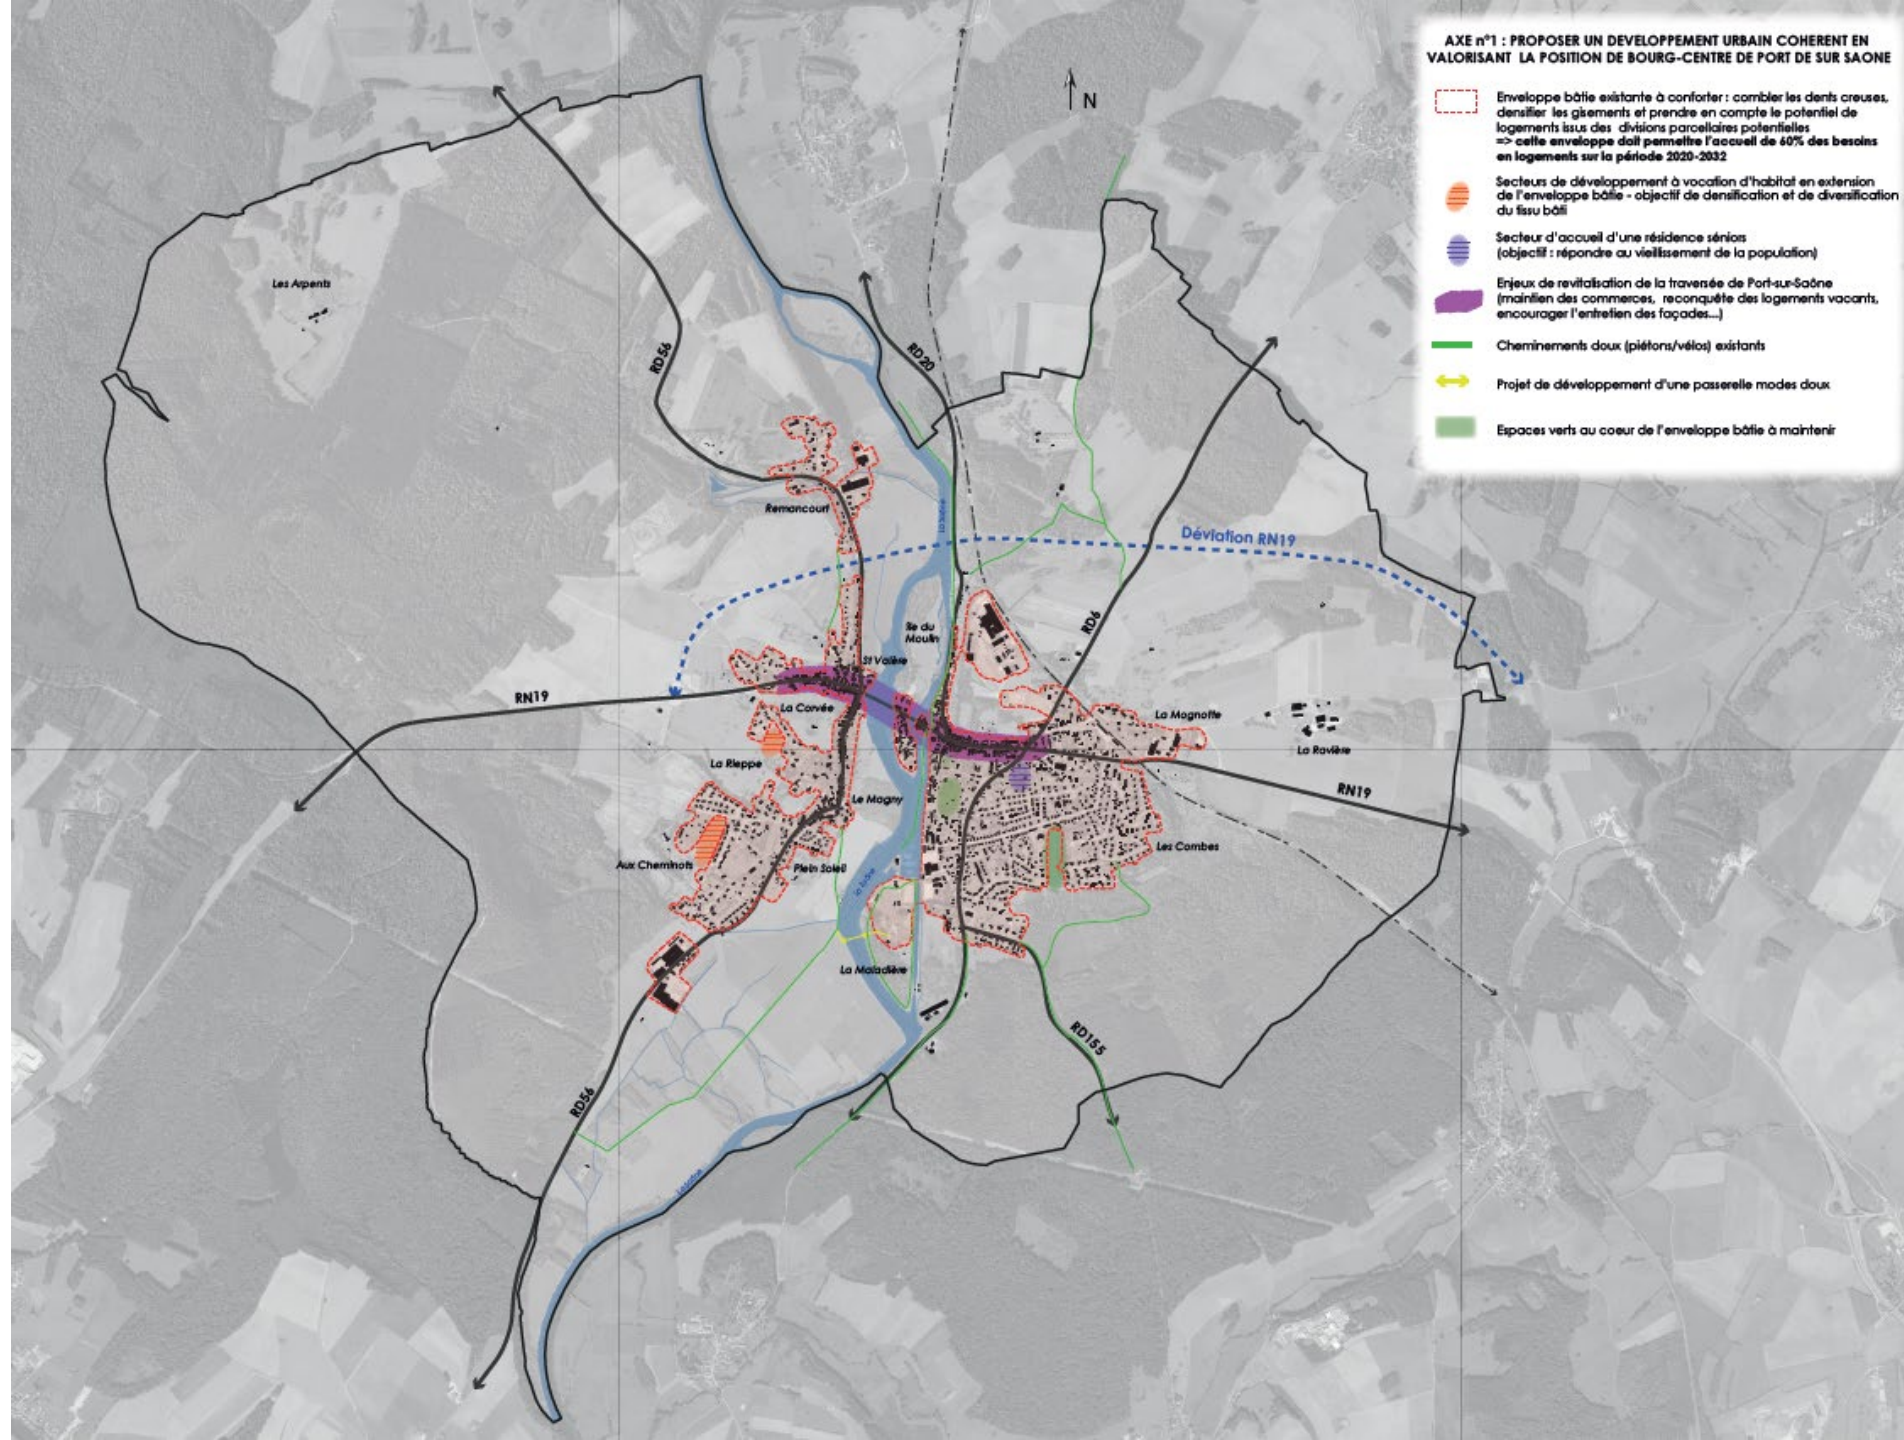 AXE n°1 : PROPOSER UN DEVELOPPEMENT URBAIN COHERENT EN
VALORISANT LA POSITION DE BOURG-CENTRE DE PORT DE SUR SAONE
Enveloppe bâtie existante à conforter : combler les dents creuses,
densifier les gisements et prendre en compte le potentiel de
logements issus des divisions parcellaires potentielles
=> cette enveloppe doit permettre l'accueil de 60% des besoins
en logements sur la période 2020-2032
Secteurs de développement à vocation d'habitat en extension
de l'enveloppe bâtie - objectif de densification et de diversification
du tissu bâti
Secteur d'accueil d'une résidence séniors
(objectif : répondre au vieillissement de la population)
Enjeux de revitalisation de la traversée de Port-sur-Saône
(maintien des commerces, reconquête des logements vacants,
encourager l'entretien des façades...)
Cheminements doux (piétons/vélos) existants
Projet de développement d'une passerelle modes doux
Espaces verts au coeur de l'enveloppe bâtie à maintenir
N
Les Arpents
RD56
RD20
Remancourt
La Saône
Déviation RN19
RD6
Ile du
Moulin
St Valère
RN19
La Corvée
La Magnotte
La Ravière
La Rieppe
RN19
Le Magny
Les Combes
Aux Cheminots
Plein Soleil
La Saône
La Maladière
RD155
RD56
La Saône